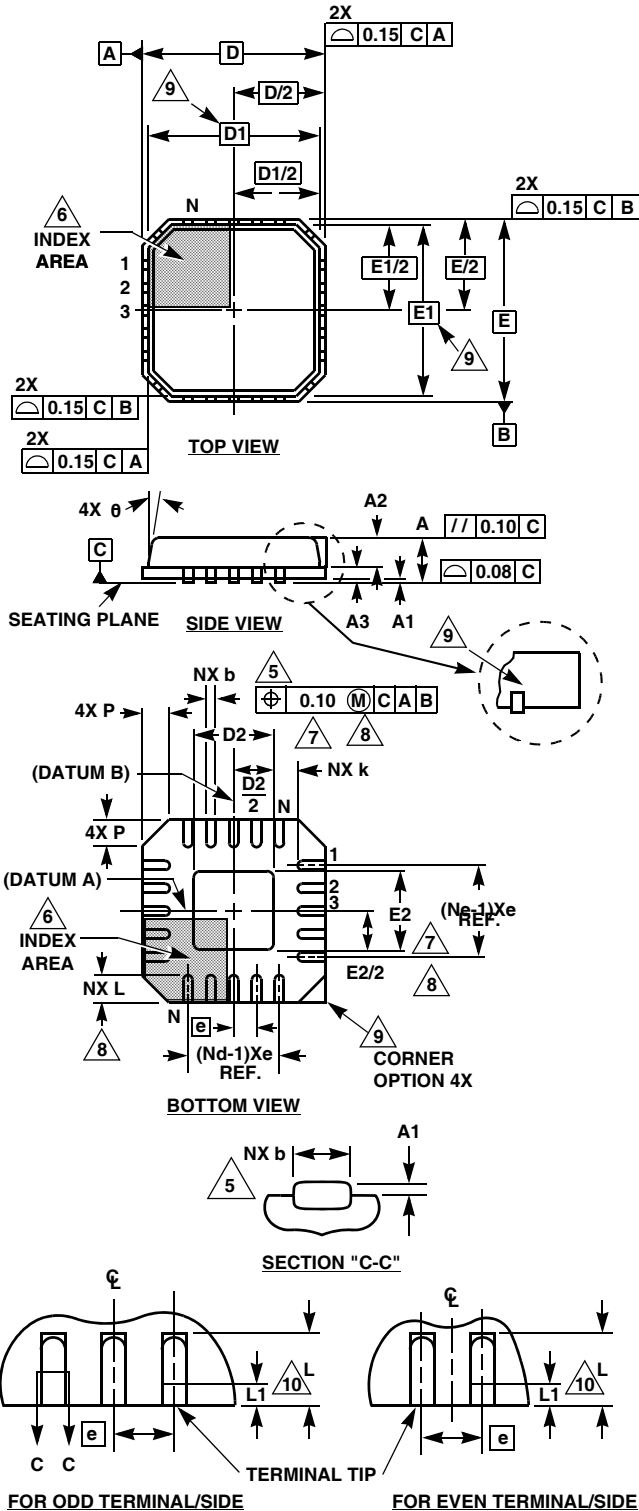 2X
⌓ 0.15 C A
A D
9 D/2
D1
D1/2
2X
⌓ 0.15 C B
6
INDEX
AREA
N
1
2
3
E1/2 E/2
E1 E
9
2X
⌓ 0.15 C B
B
2X
⌓ 0.15 C A
TOP VIEW
4X θ
A2
A // 0.10 C
C
⌓ 0.08 C
SEATING PLANE
SIDE VIEW
A3 A1
9
NX b
5
⌖ 0.10 Ⓜ C A B
4X P
D2 7 8
(DATUM B)
D2
2
N
NX k
4X P
1
(DATUM A)
2
3
6
INDEX
AREA
E2
(Ne-1)Xe
REF.
7
E2/2
8
NX L
8
N
e
(Nd-1)Xe
REF.
9
CORNER
OPTION 4X
BOTTOM VIEW
NX b
A1
5
SECTION "C-C"
℄
L
10
L1
e
C C
TERMINAL TIP
FOR ODD TERMINAL/SIDE
℄
L
10
L1
e
FOR EVEN TERMINAL/SIDE